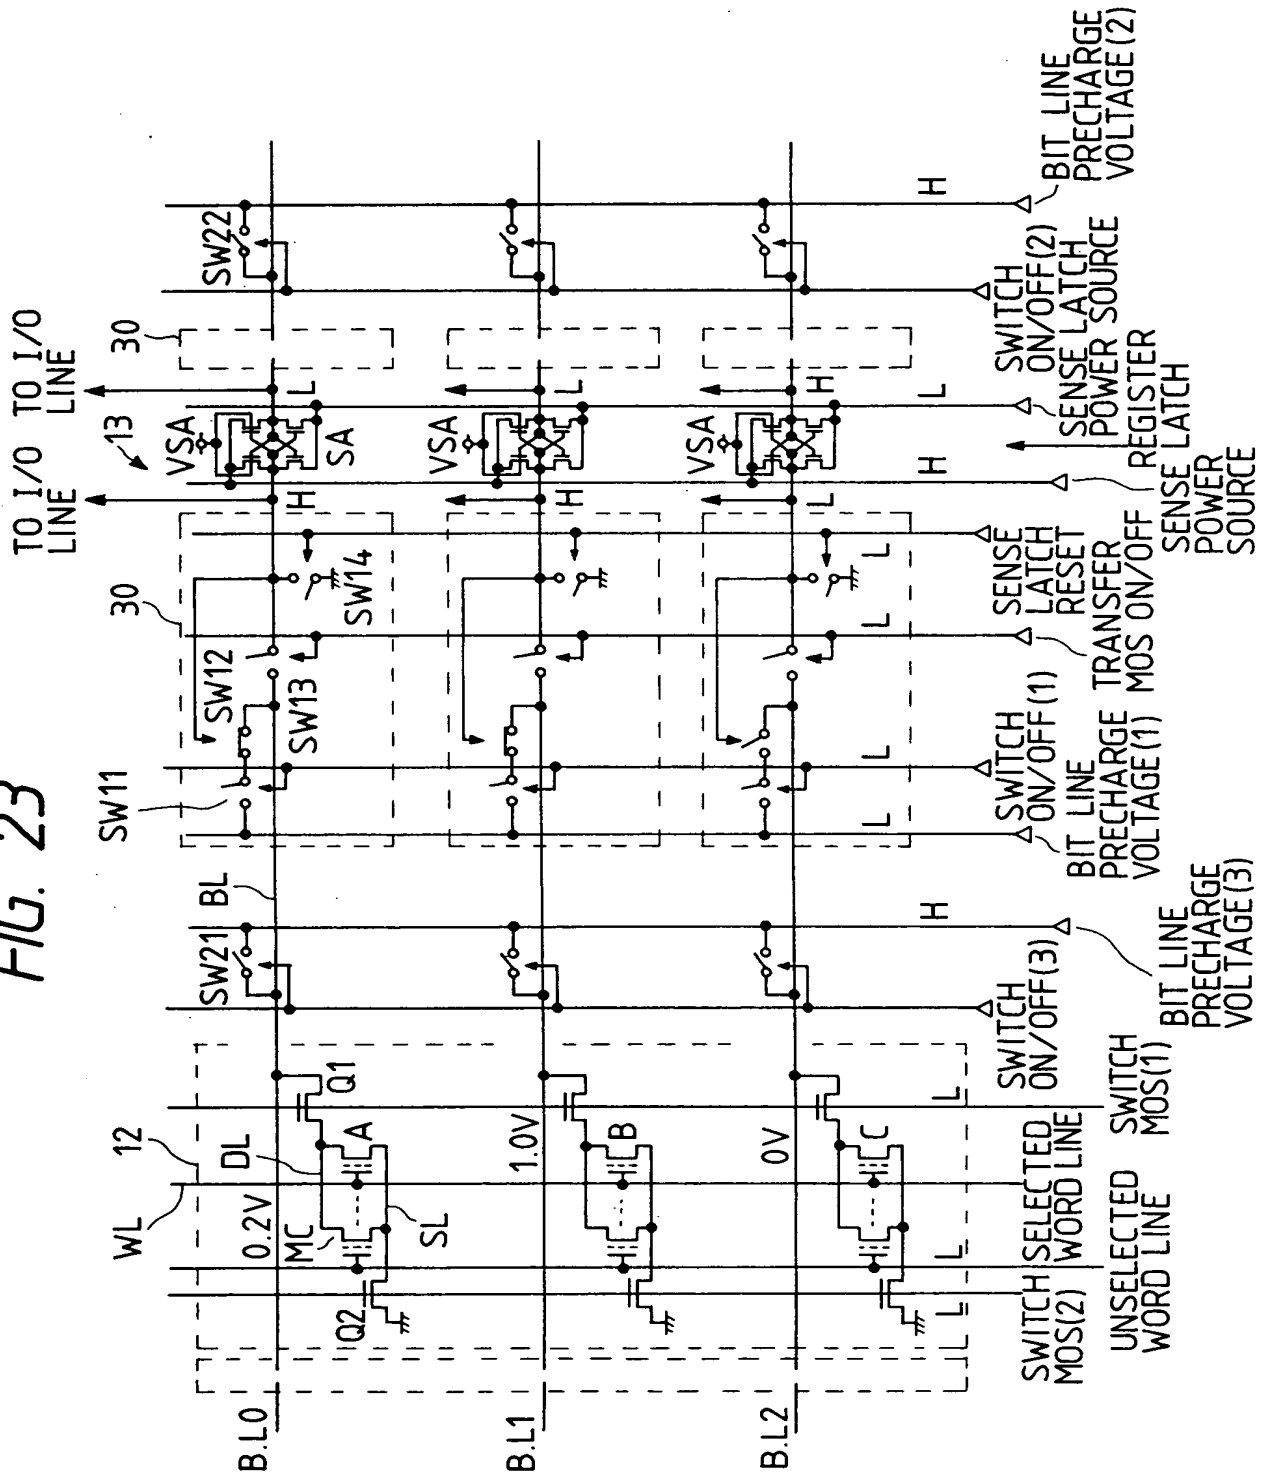 FIG. 23
TO I/O
LINE
TO I/O
LINE
13
30
30
SW11
SW12
SW13
SW14
VSA
SA
SW22
H
L
BL
SW21
12
WL
DL
0.2V
MC
A
SL
Q1
Q2
B.L0
VSA
H
L
1.0V
B
B.L1
VSA
L
H
0V
C
B.L2
L
L
L
H
L
L
L
L
H
L
H
SWITCH
MOS(2)
UNSELECTED
WORD LINE
SELECTED
WORD LINE
SWITCH
MOS(1)
SWITCH
ON/OFF(3)
BIT LINE
PRECHARGE
VOLTAGE(3)
BIT LINE
PRECHARGE
VOLTAGE(1)
SWITCH
ON/OFF(1)
TRANSFER
MOS ON/OFF
SENSE
LATCH
RESET
SENSE LATCH
POWER
SOURCE
REGISTER
SENSE LATCH
POWER SOURCE
SWITCH
ON/OFF(2)
BIT LINE
PRECHARGE
VOLTAGE(2)